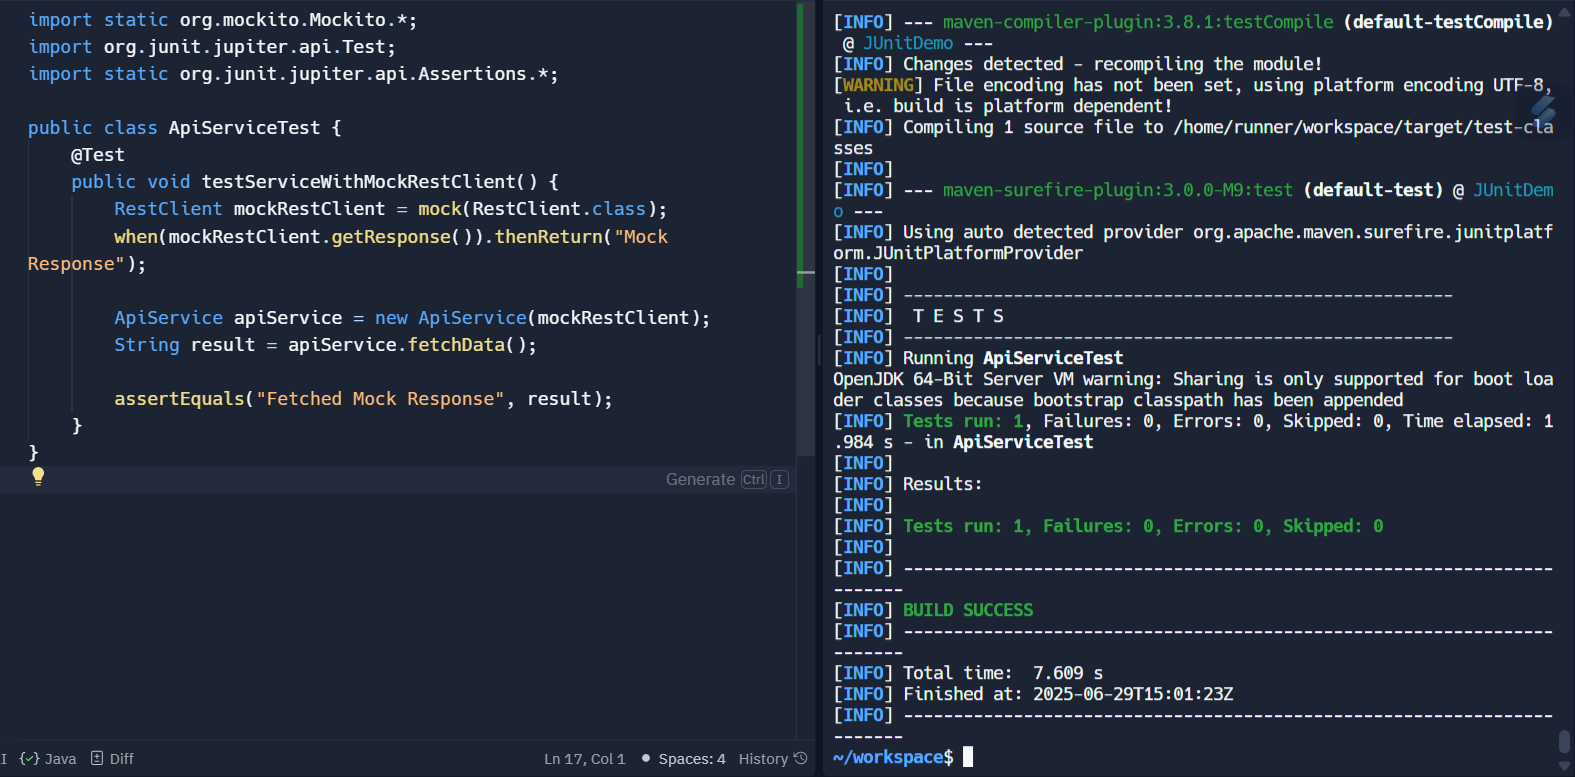 import static org.mockito.Mockito.*;
import org.junit.jupiter.api.Test;
import static org.junit.jupiter.api.Assertions.*;
public class ApiServiceTest {
@Test
public void testServiceWithMockRestClient() {
RestClient mockRestClient = mock(RestClient.class);
when(mockRestClient.getResponse()).thenReturn("Mock
Response");
ApiService apiService = new ApiService(mockRestClient);
String result = apiService.fetchData();
assertEquals("Fetched Mock Response", result);
}
}
Generate Ctrl I
I {✓} Java Diff
Ln 17, Col 1 ● Spaces: 4 History
[INFO] --- maven-compiler-plugin:3.8.1:testCompile (default-testCompile)
@ JUnitDemo ---
[INFO] Changes detected - recompiling the module!
[WARNING] File encoding has not been set, using platform encoding UTF-8,
i.e. build is platform dependent!
[INFO] Compiling 1 source file to /home/runner/workspace/target/test-cla
sses
[INFO]
[INFO] --- maven-surefire-plugin:3.0.0-M9:test (default-test) @ JUnitDem
o ---
[INFO] Using auto detected provider org.apache.maven.surefire.junitplatf
orm.JUnitPlatformProvider
[INFO]
[INFO] -------------------------------------------------------
[INFO]  T E S T S
[INFO] -------------------------------------------------------
[INFO] Running ApiServiceTest
OpenJDK 64-Bit Server VM warning: Sharing is only supported for boot loa
der classes because bootstrap classpath has been appended
[INFO] Tests run: 1, Failures: 0, Errors: 0, Skipped: 0, Time elapsed: 1
.984 s - in ApiServiceTest
[INFO]
[INFO] Results:
[INFO]
[INFO] Tests run: 1, Failures: 0, Errors: 0, Skipped: 0
[INFO]
[INFO] -----------------------------------------------------------------
-------
[INFO] BUILD SUCCESS
[INFO] -----------------------------------------------------------------
-------
[INFO] Total time:  7.609 s
[INFO] Finished at: 2025-06-29T15:01:23Z
[INFO] -----------------------------------------------------------------
-------
~/workspace$